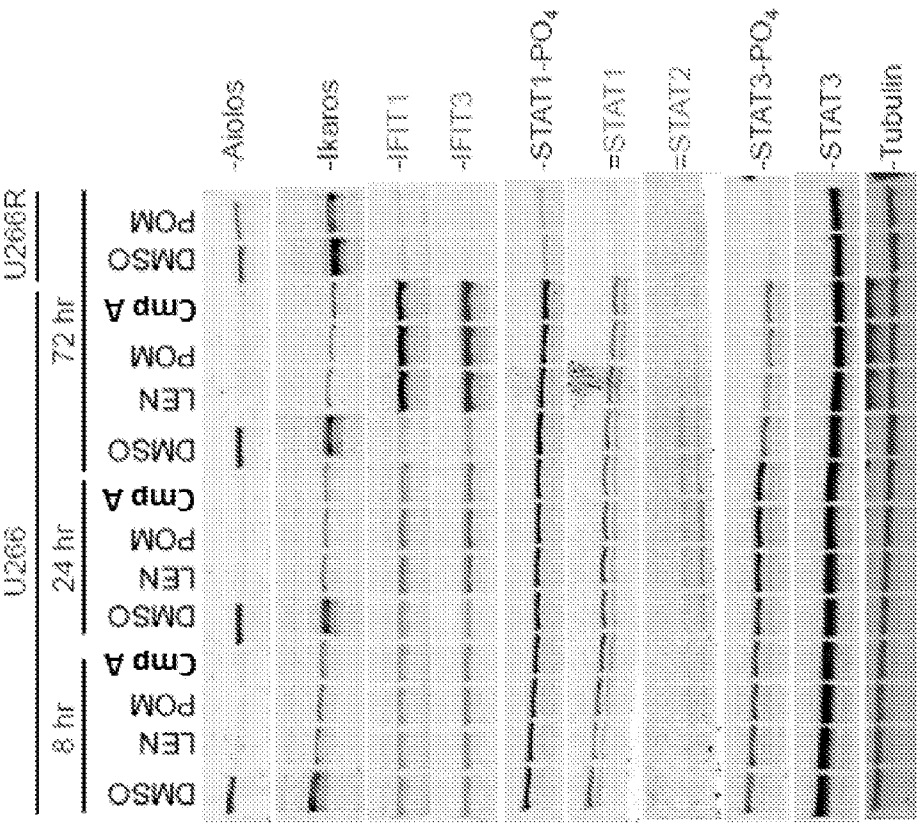 U266 U266R
8 hr 24 hr 72 hr
DMSO LEN POM Cmp A DMSO LEN POM Cmp A DMSO LEN POM Cmp A DMSO POM
-Aiolos
-Ikaros
-IFIT1
-IFIT3
-STAT1-PO₄
=STAT1
=STAT2
-STAT3-PO₄
-STAT3
-Tubulin